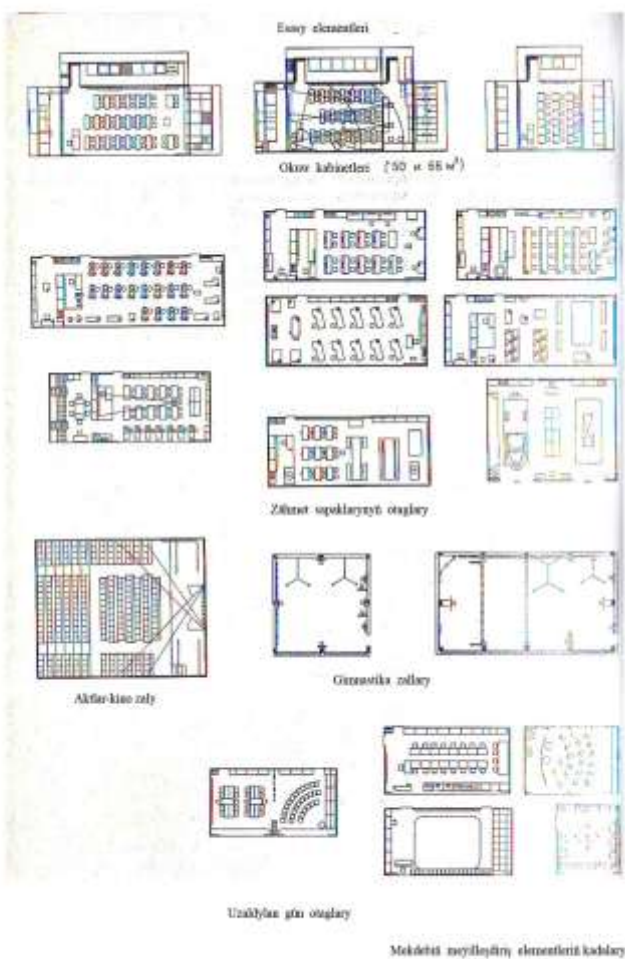 Esasy elementleri
Okuw kabinetleri (50 и 66 м²)
Zähmet sapaklarynyň otaglary
Aktlar-kino zaly
Gimnastika zallary
Uzaldylan gün otaglary
Mekdebiň meýilleşdiriş elementleriň kadalary